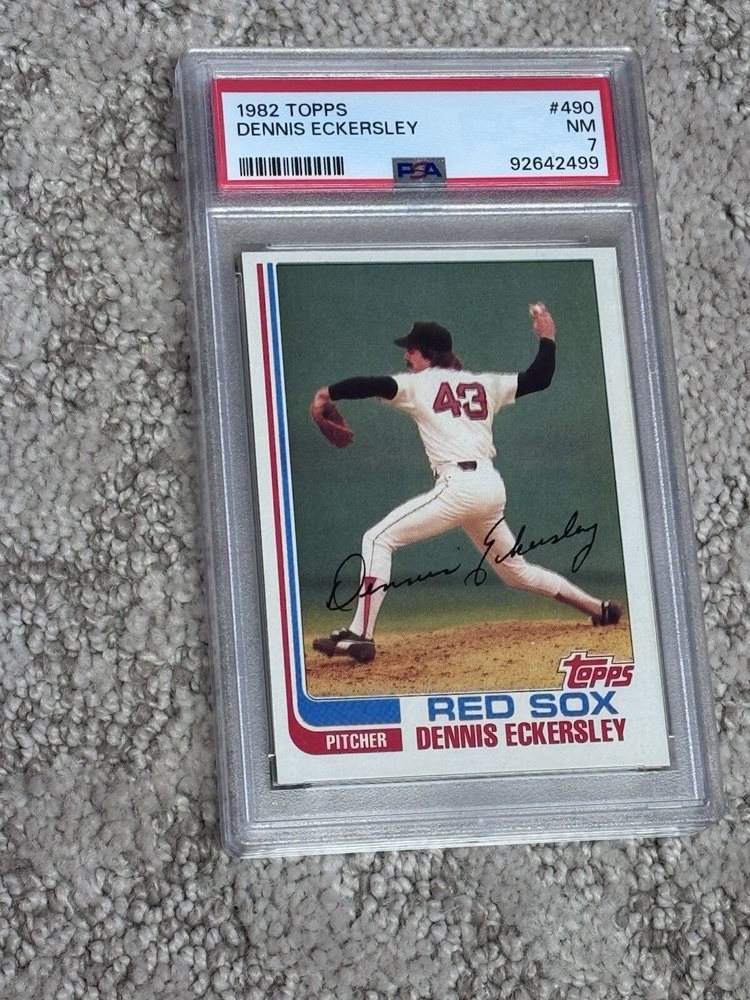 1982 TOPPS #490
DENNIS ECKERSLEY NM
7
PSA 92642499
43
Dennis Eckersley
Topps
RED SOX
PITCHER DENNIS ECKERSLEY